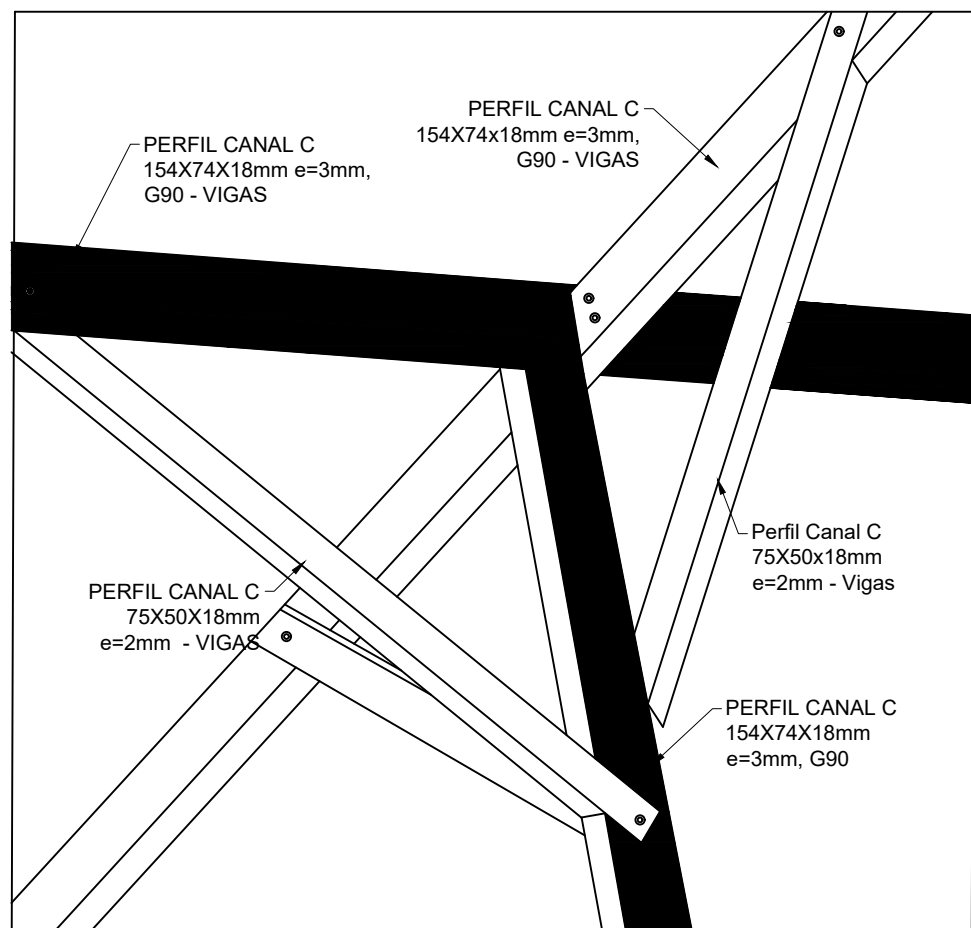 PERFIL CANAL C
154X74x18mm e=3mm,
G90 - VIGAS
PERFIL CANAL C
154X74X18mm e=3mm,
G90 - VIGAS
Perfil Canal C
75X50x18mm
e=2mm - Vigas
PERFIL CANAL C
75X50X18mm
e=2mm - VIGAS
PERFIL CANAL C
154X74X18mm
e=3mm, G90